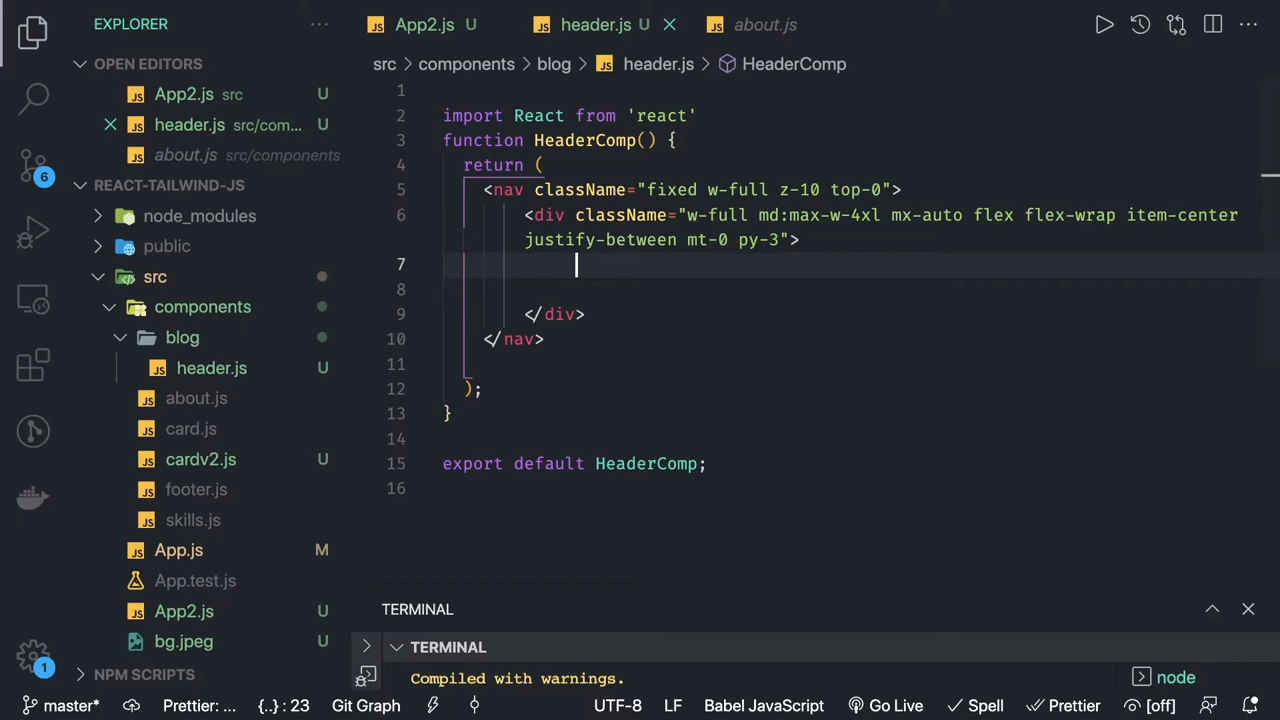 EXPLORER
App2.js U
header.js U
about.js
OPEN EDITORS
App2.js src U
header.js src/com... U
about.js src/components
REACT-TAILWIND-JS
node_modules
public
src
components
blog
header.js U
about.js
card.js
cardv2.js U
footer.js
skills.js
App.js M
App.test.js
App2.js U
bg.jpeg U
NPM SCRIPTS
6
1
src > components > blog > header.js > HeaderComp
1
2 import React from 'react'
3 function HeaderComp() {
4 return (
5 <nav className="fixed w-full z-10 top-0">
6 <div className="w-full md:max-w-4xl mx-auto flex flex-wrap item-center
justify-between mt-0 py-3">
7
8
9 </div>
10 </nav>
11
12 );
13 }
14
15 export default HeaderComp;
16
TERMINAL
TERMINAL
Compiled with warnings.
node
master* Prettier: ... {..} : 23 Git Graph UTF-8 LF Babel JavaScript Go Live Spell Prettier [off]